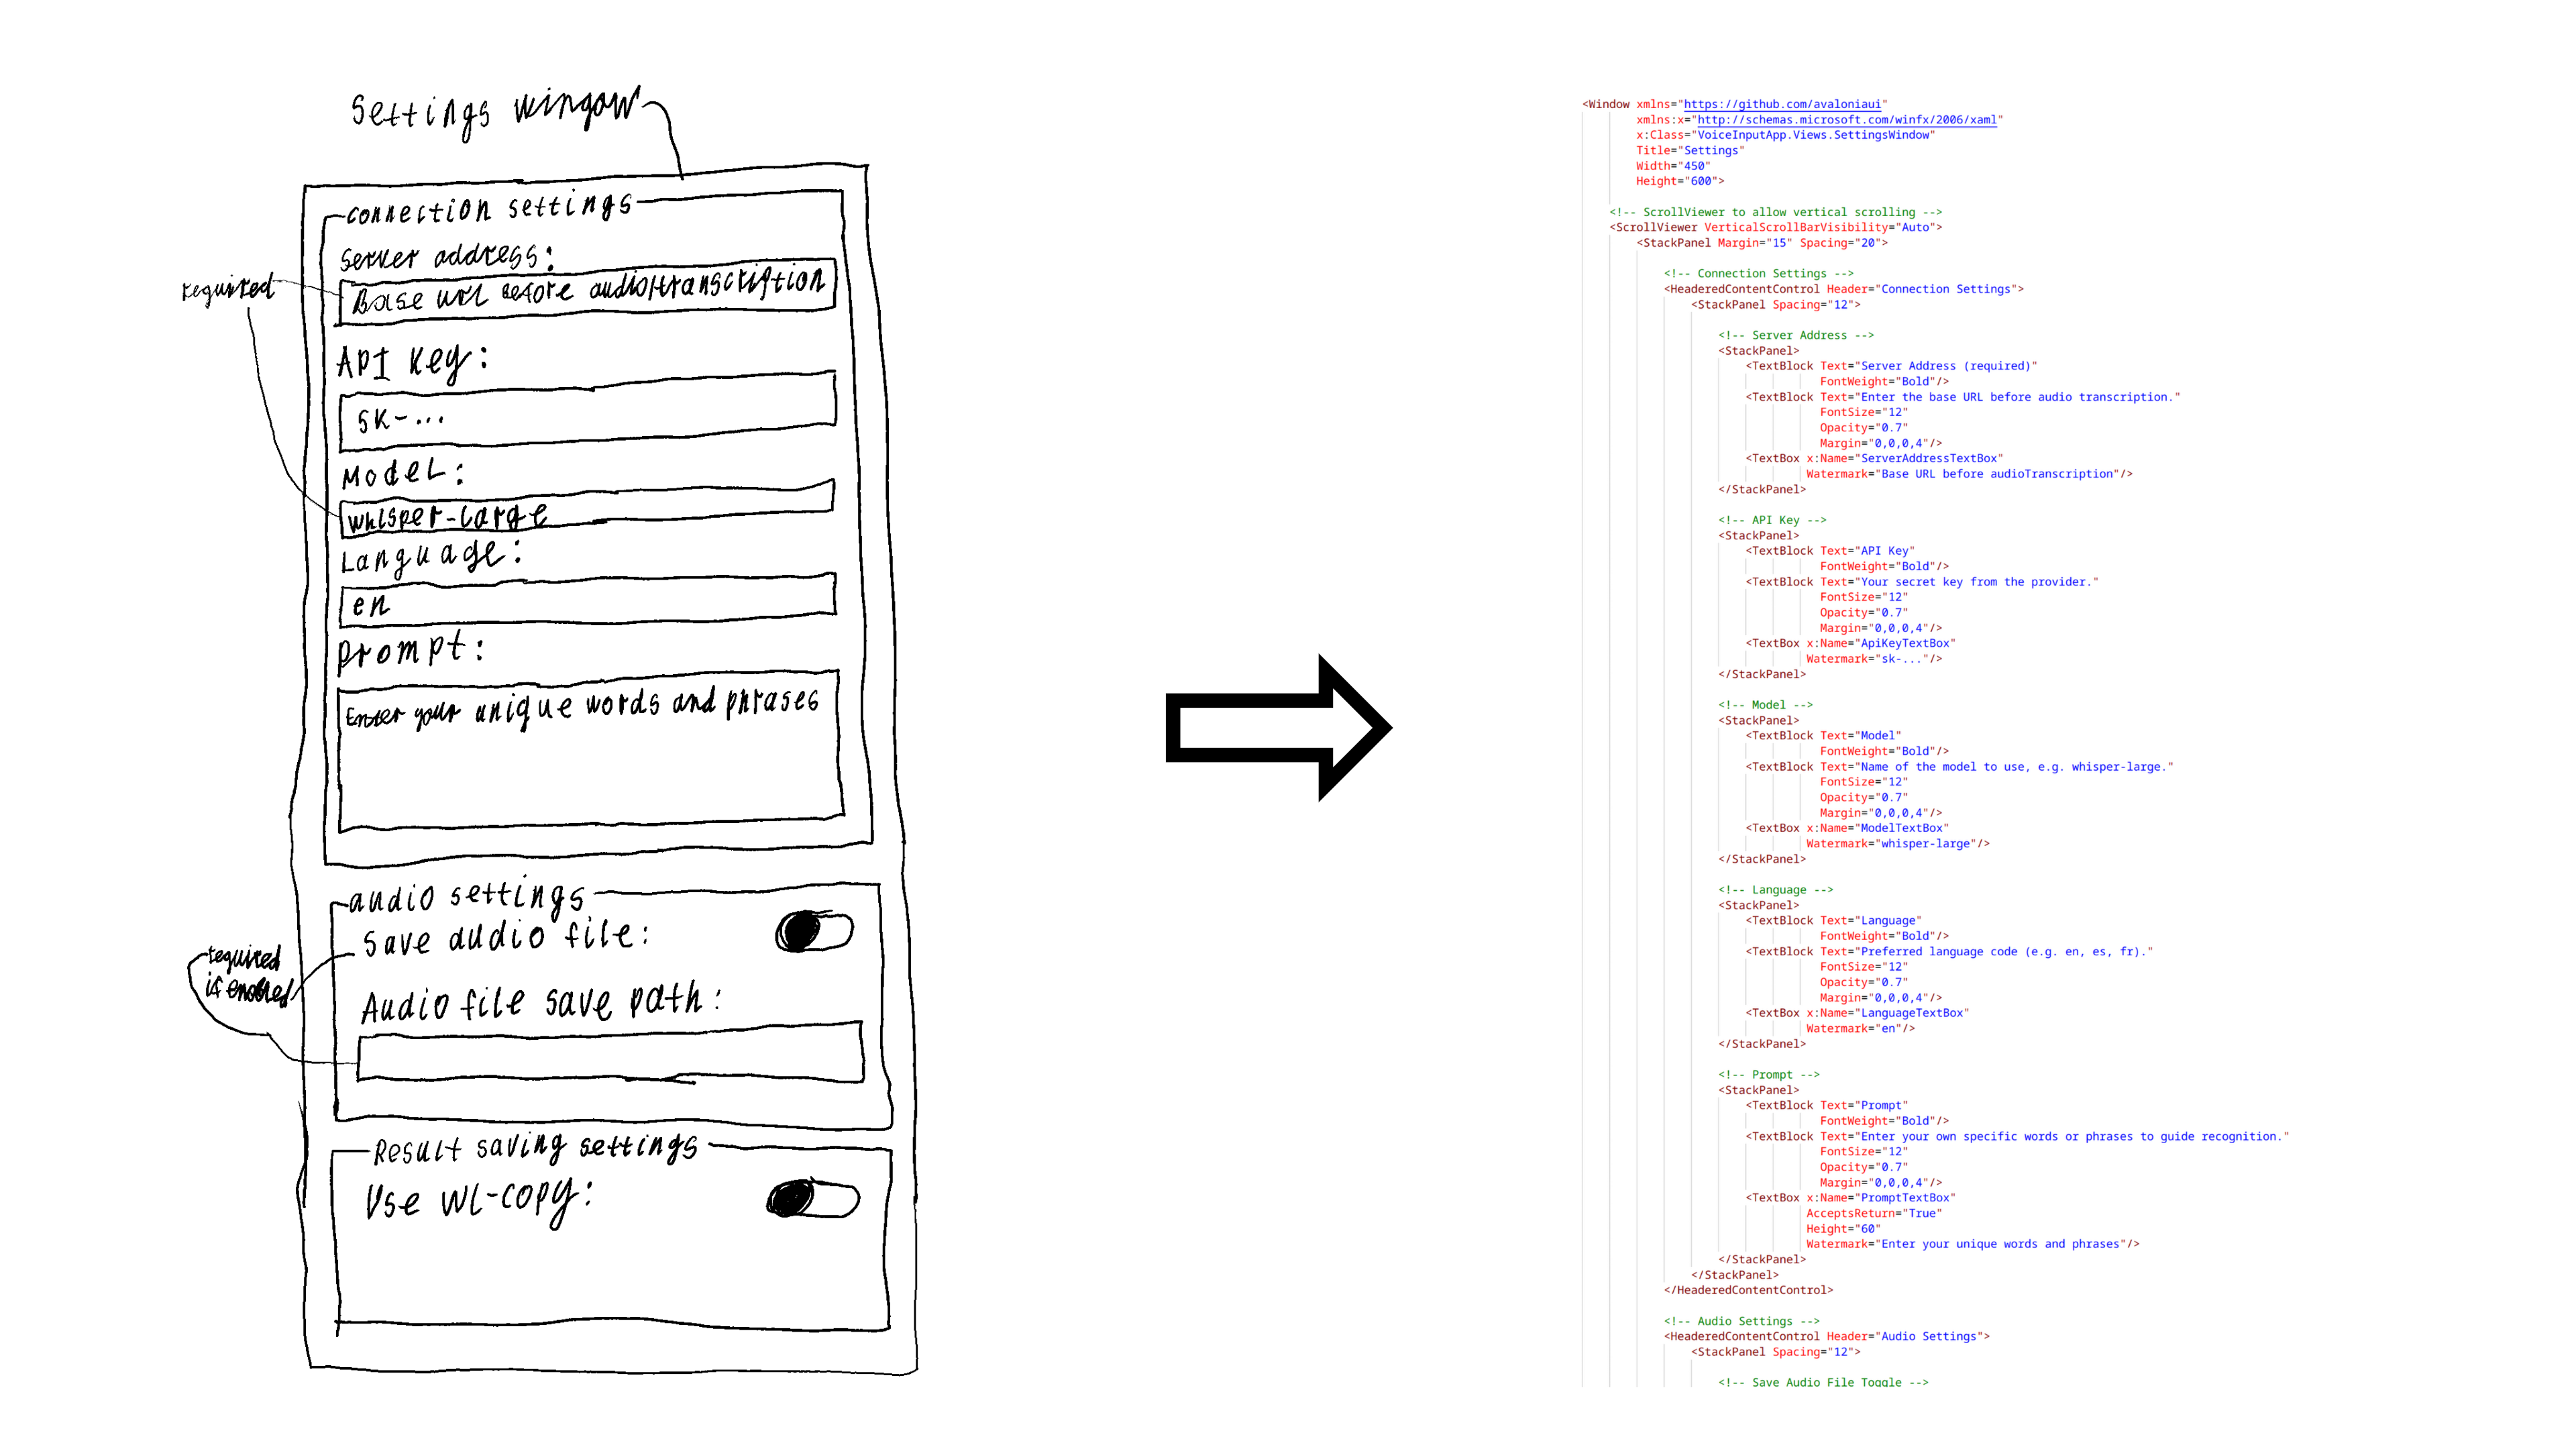 Settings window
connection settings
Server address:
required
Base url before audio/transcription
API key:
sk-...
Model:
whisper-large
Language:
en
prompt:
Enter your unique words and phrases
audio settings
Save audio file:
required
if enabled
Audio file save path:
Result saving settings
Use WL-copy:
<Window xmlns="https://github.com/avaloniaui"
xmlns:x="http://schemas.microsoft.com/winfx/2006/xaml"
x:Class="VoiceInputApp.Views.SettingsWindow"
Title="Settings"
Width="450"
Height="600">
<!-- ScrollViewer to allow vertical scrolling -->
<ScrollViewer VerticalScrollBarVisibility="Auto">
<StackPanel Margin="15" Spacing="20">
<!-- Connection Settings -->
<HeaderedContentControl Header="Connection Settings">
<StackPanel Spacing="12">
<!-- Server Address -->
<StackPanel>
<TextBlock Text="Server Address (required)"
FontWeight="Bold"/>
<TextBlock Text="Enter the base URL before audio transcription."
FontSize="12"
Opacity="0.7"
Margin="0,0,0,4"/>
<TextBox x:Name="ServerAddressTextBox"
Watermark="Base URL before audioTranscription"/>
</StackPanel>
<!-- API Key -->
<StackPanel>
<TextBlock Text="API Key"
FontWeight="Bold"/>
<TextBlock Text="Your secret key from the provider."
FontSize="12"
Opacity="0.7"
Margin="0,0,0,4"/>
<TextBox x:Name="ApiKeyTextBox"
Watermark="sk-..."/>
</StackPanel>
<!-- Model -->
<StackPanel>
<TextBlock Text="Model"
FontWeight="Bold"/>
<TextBlock Text="Name of the model to use, e.g. whisper-large."
FontSize="12"
Opacity="0.7"
Margin="0,0,0,4"/>
<TextBox x:Name="ModelTextBox"
Watermark="whisper-large"/>
</StackPanel>
<!-- Language -->
<StackPanel>
<TextBlock Text="Language"
FontWeight="Bold"/>
<TextBlock Text="Preferred language code (e.g. en, es, fr)."
FontSize="12"
Opacity="0.7"
Margin="0,0,0,4"/>
<TextBox x:Name="LanguageTextBox"
Watermark="en"/>
</StackPanel>
<!-- Prompt -->
<StackPanel>
<TextBlock Text="Prompt"
FontWeight="Bold"/>
<TextBlock Text="Enter your own specific words or phrases to guide recognition."
FontSize="12"
Opacity="0.7"
Margin="0,0,0,4"/>
<TextBox x:Name="PromptTextBox"
AcceptsReturn="True"
Height="60"
Watermark="Enter your unique words and phrases"/>
</StackPanel>
</StackPanel>
</HeaderedContentControl>
<!-- Audio Settings -->
<HeaderedContentControl Header="Audio Settings">
<StackPanel Spacing="12">
<!-- Save Audio File Toggle -->